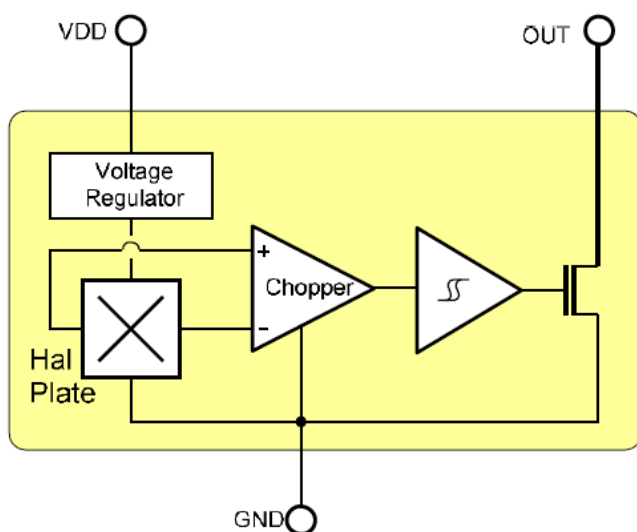 VDD
OUT
Voltage
Regulator
+
Chopper
-
Hal
Plate
GND